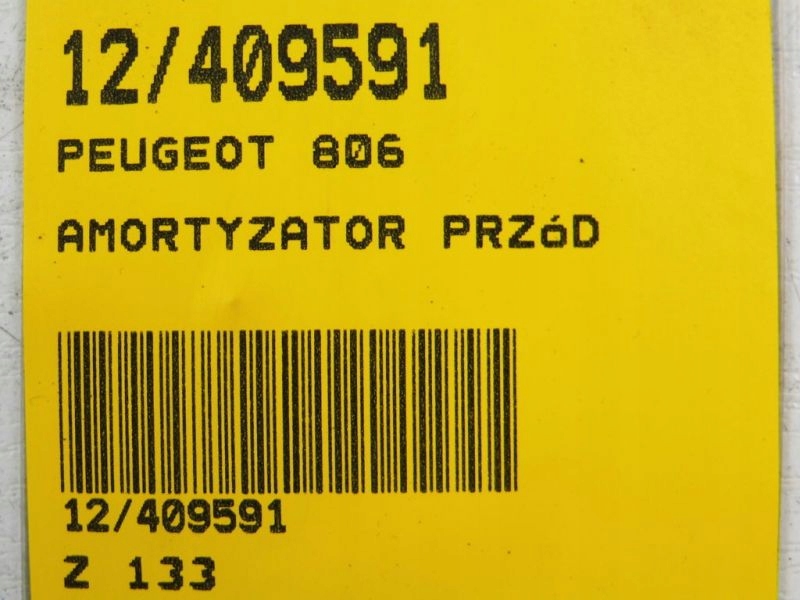 12/409591
PEUGEOT 806
AMORTYZATOR PRZóD
12/409591
Z 133